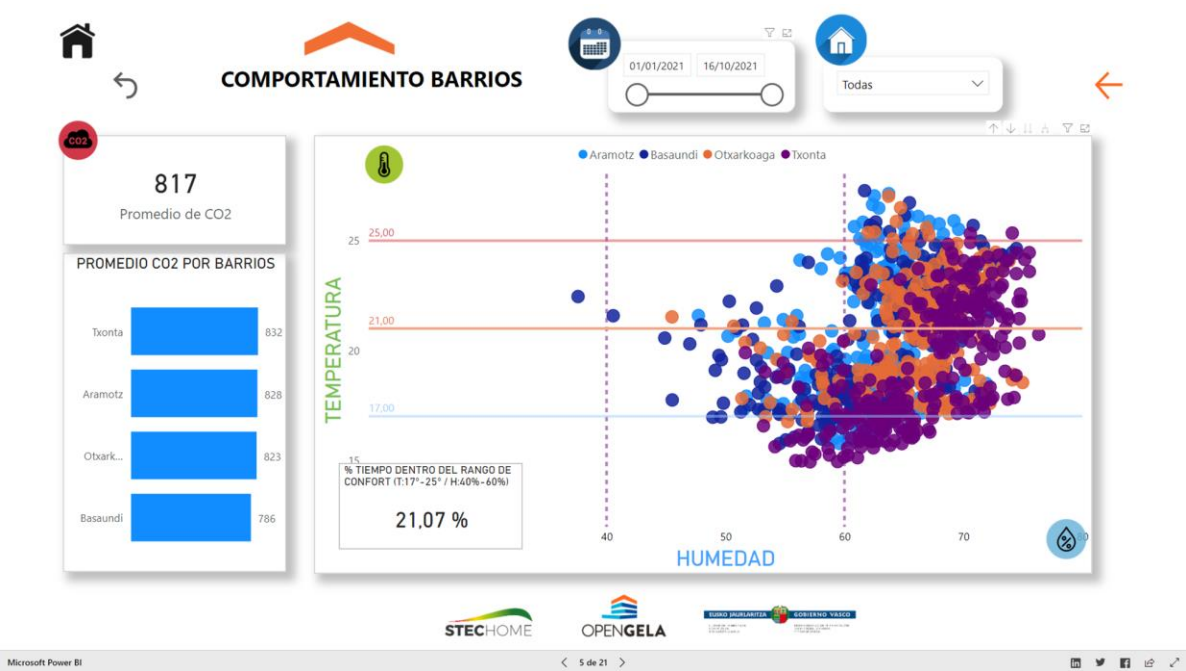 COMPORTAMIENTO BARRIOS
01/01/2021 16/10/2021
Todas
CO2
817
Promedio de CO2
PROMEDIO CO2 POR BARRIOS
Txonta 832
Aramotz 828
Otxark... 823
Basaundi 786
Aramotz Basaundi Otxarkoaga Txonta
TEMPERATURA
25 25,00
21,00
20
17,00
15
% TIEMPO DENTRO DEL RANGO DE
CONFORT (T:17°-25° / H:40%-60%)
21,07 %
40 50 60 70
HUMEDAD
%
STECHOME
OPENGELA
EUSKO JAURLARITZA GOBIERNO VASCO
Microsoft Power BI
5 de 21